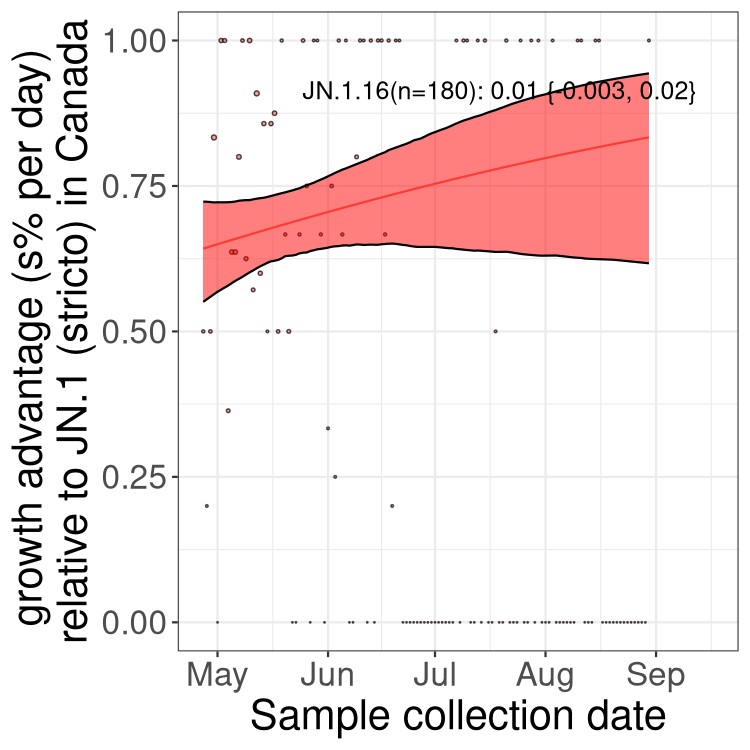 growth advantage (s% per day)
relative to JN.1 (stricto) in Canada
1.00
0.75
0.50
0.25
0.00
JN.1.16(n=180): 0.01 {-0.003, 0.02}
May Jun Jul Aug Sep
Sample collection date